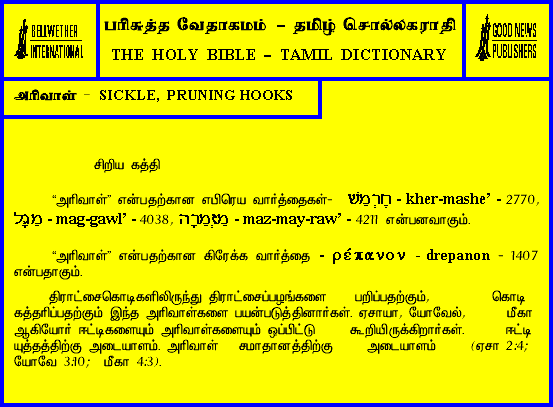 BELLWETHER
INTERNATIONAL
பரிசுத்த வேதாகமம் – தமிழ் சொல்லகராதி
THE HOLY BIBLE – TAMIL DICTIONARY
GOOD NEWS
PUBLISHERS
அரிவாள் – SICKLE, PRUNING HOOKS
சிறிய கத்தி
“அரிவாள்” என்பதற்கான எபிரெய வார்த்தைகள்- חֶרְמֵשׁ - kher-mashe’ - 2770,
מַגָּל - mag-gawl’ - 4038, מַזְמֵרָה - maz-may-raw’ - 4211 என்பனவாகும்.
“அரிவாள்” என்பதற்கான கிரேக்க வார்த்தை - ρέπανον - drepanon - 1407
என்பதாகும்.
திராட்சைகொடிகளிலிருந்து திராட்சைப்பழங்களை பறிப்பதற்கும், கொடி
கத்தரிப்பதற்கும் இந்த அரிவாள்களை பயன்படுத்தினார்கள். ஏசாயா, யோவேல், மீகா
ஆகியோர் ஈட்டிகளையும் அரிவாள்களையும் ஒப்பிட்டு கூறியிருக்கிறார்கள். ஈட்டி
யுத்தத்திற்கு அடையாளம். அரிவாள் சமாதானத்திற்கு அடையாளம் (ஏசா 2:4;
யோவே 3:10; மீகா 4:3).